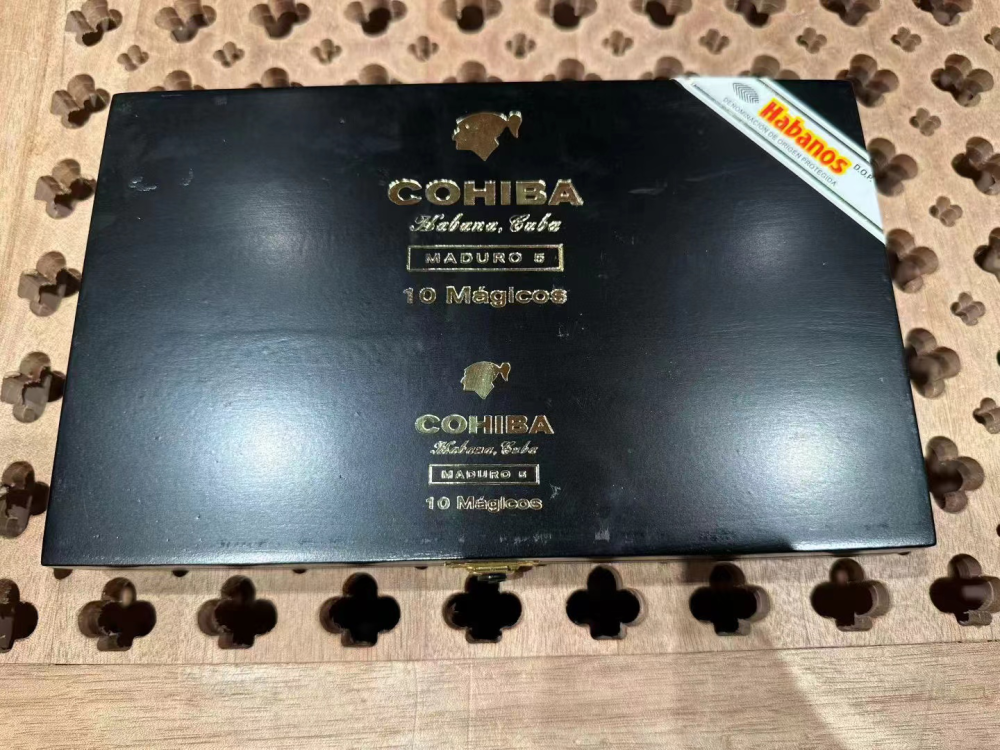 COHIBA
Habana, Cuba
MADURO 5
10 Mágicos
COHIBA
Habana, Cuba
MADURO 5
10 Mágicos
Habanos
DENOMINACIÓN DE ORIGEN PROTEGIDA
D.O.P.